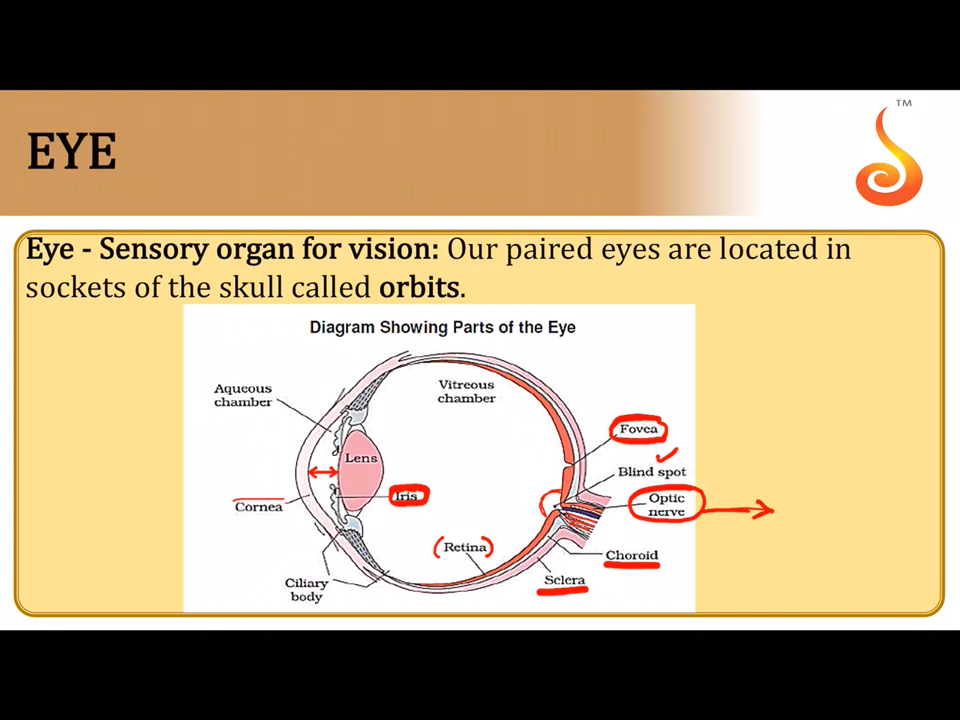 TM
EYE
Eye - Sensory organ for vision: Our paired eyes are located in
sockets of the skull called orbits.
Diagram Showing Parts of the Eye
Aqueous
chamber
Vitreous
chamber
Fovea
Lens
Blind spot
Iris
Optic
nerve
Cornea
Retina
Choroid
Sclera
Ciliary
body